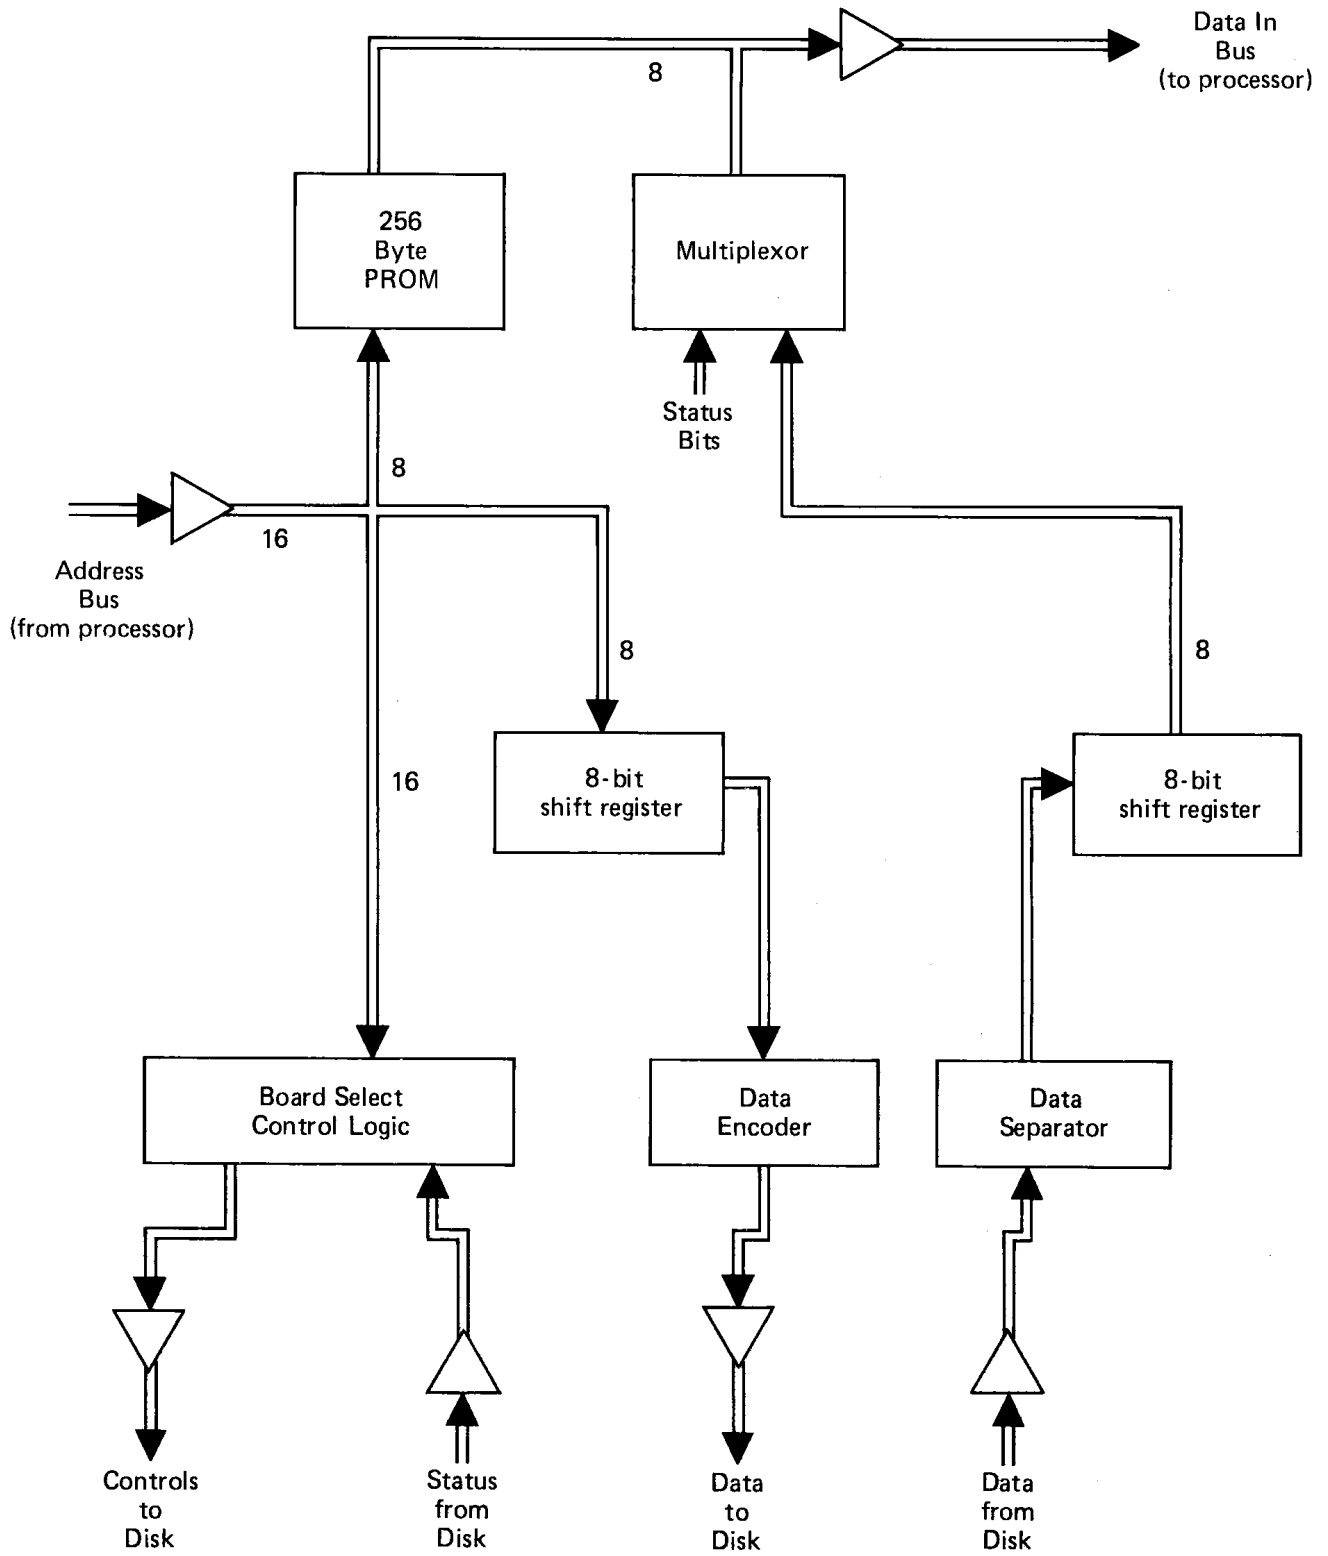 Data In
Bus
(to processor)
8
256
Byte
PROM
Multiplexor
Status
Bits
8
16
Address
Bus
(from processor)
8
8
16
8-bit
shift register
8-bit
shift register
Board Select
Control Logic
Data
Encoder
Data
Separator
Controls
to
Disk
Status
from
Disk
Data
to
Disk
Data
from
Disk